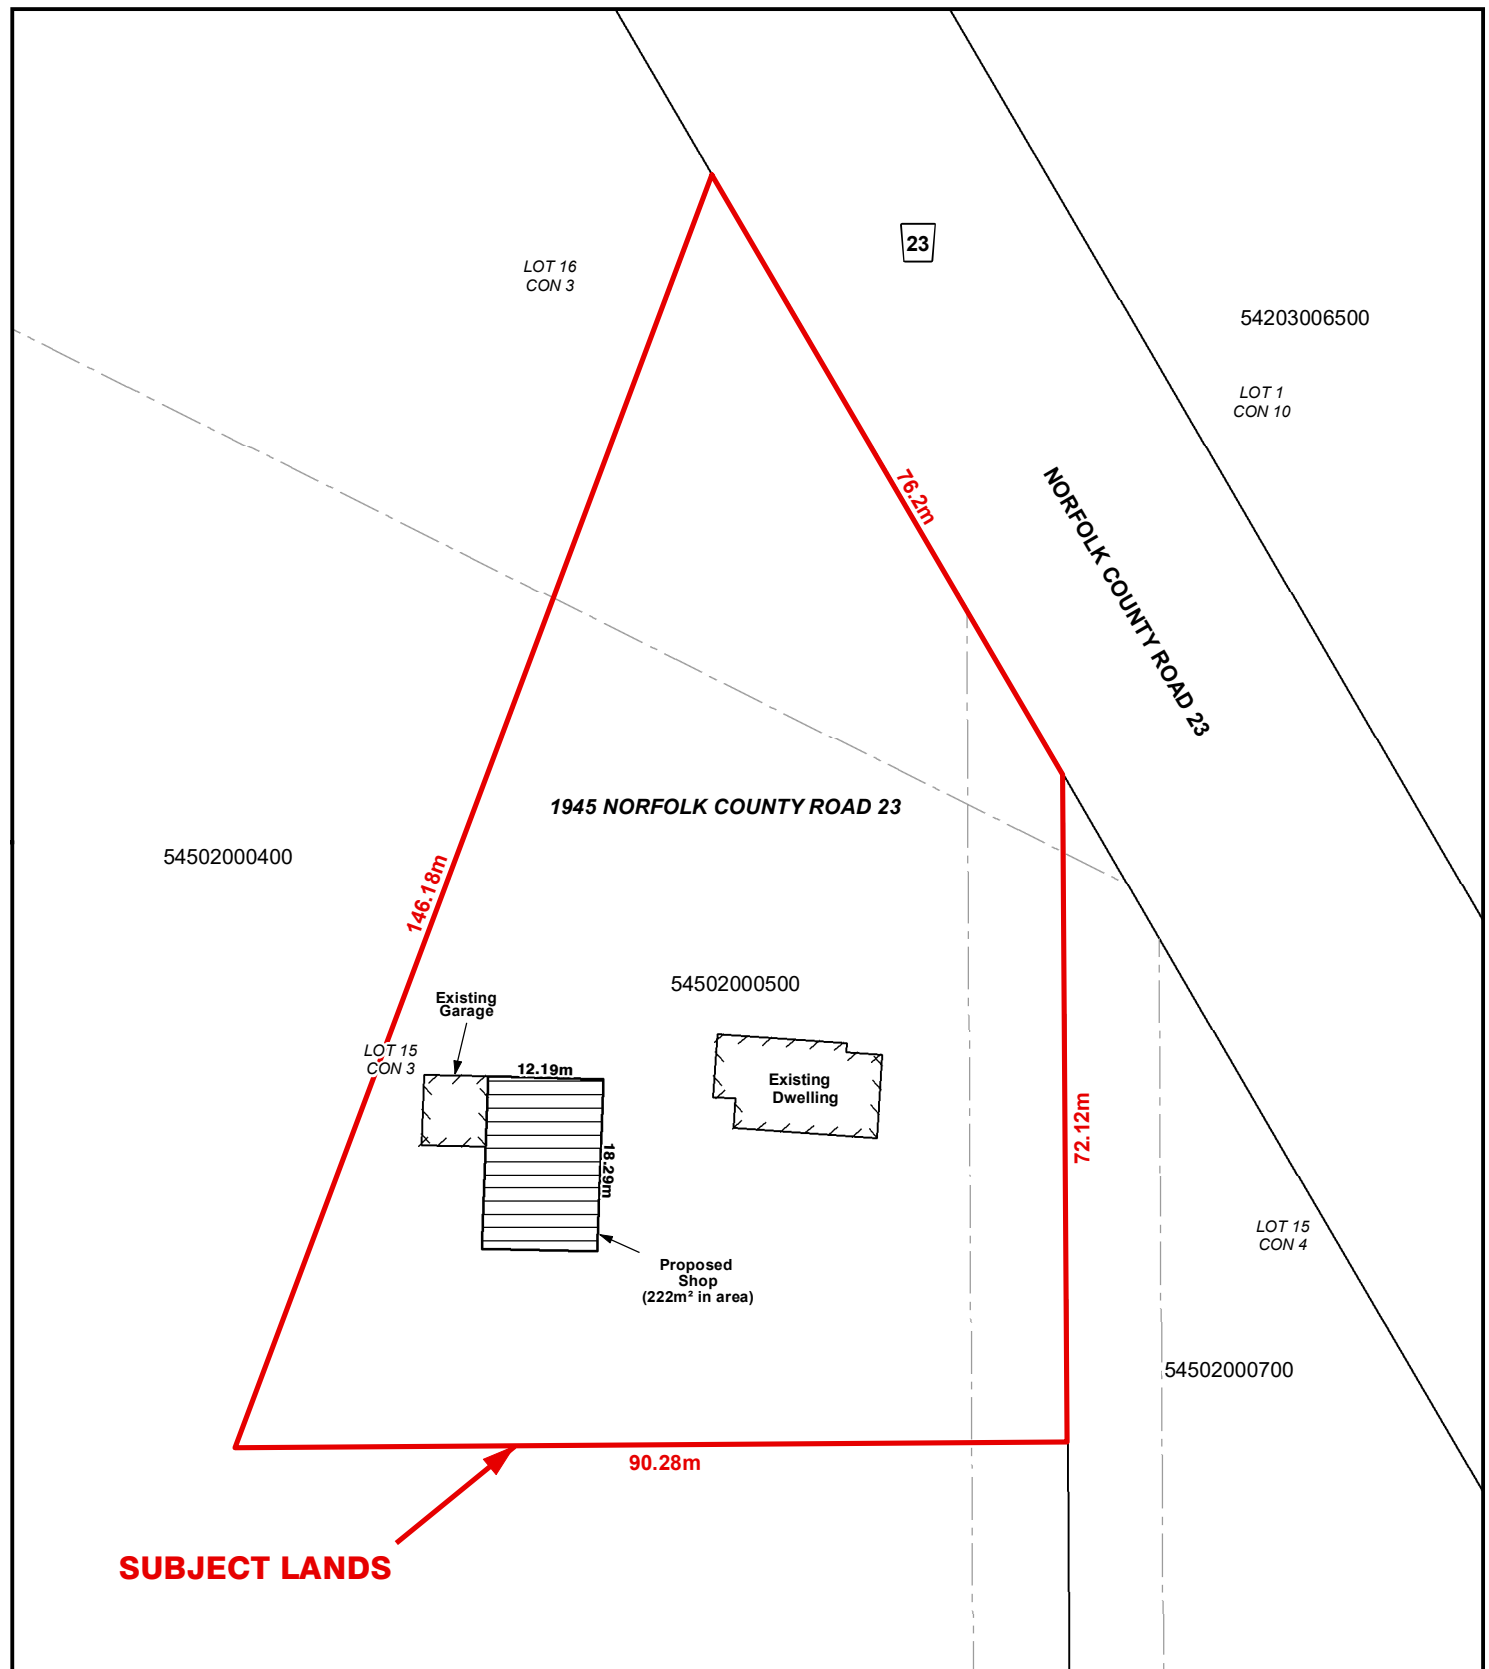 23
LOT 16
CON 3
54203006500
LOT 1
CON 10
76.2m
NORFOLK COUNTY ROAD 23
1945 NORFOLK COUNTY ROAD 23
54502000400
146.18m
54502000500
Existing
Garage
LOT 15
CON 3
12.19m
Existing
Dwelling
72.12m
18.29m
LOT 15
CON 4
Proposed
Shop
(222m² in area)
54502000700
90.28m
SUBJECT LANDS